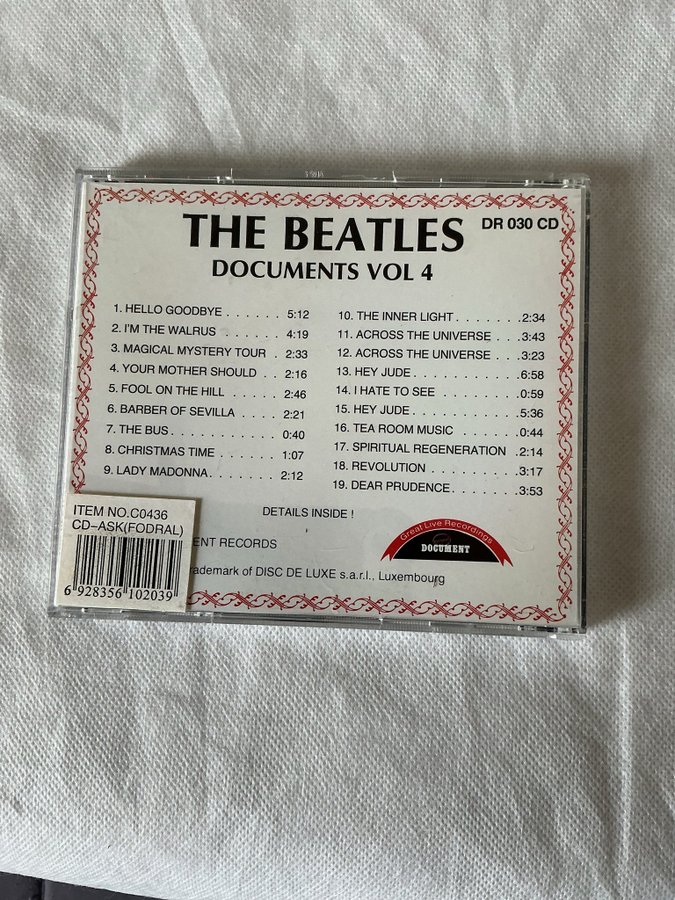 THE BEATLES
DR 030 CD
DOCUMENTS VOL 4
1. HELLO GOODBYE . . . . . . 5:12
2. I'M THE WALRUS . . . . . . 4:19
3. MAGICAL MYSTERY TOUR . . 2:33
4. YOUR MOTHER SHOULD . . 2:16
5. FOOL ON THE HILL . . . . . 2:46
6. BARBER OF SEVILLA . . . . 2:21
7. THE BUS . . . . . . . . . . . 0:40
8. CHRISTMAS TIME . . . . . . 1:07
9. LADY MADONNA . . . . . . . 2:12
10. THE INNER LIGHT . . . . . . . 2:34
11. ACROSS THE UNIVERSE . . . 3:43
12. ACROSS THE UNIVERSE . . . 3:23
13. HEY JUDE . . . . . . . . . . . 6:58
14. I HATE TO SEE . . . . . . . . 0:59
15. HEY JUDE . . . . . . . . . . . 5:36
16. TEA ROOM MUSIC . . . . . . 0:44
17. SPIRITUAL REGENERATION . 2:14
18. REVOLUTION . . . . . . . . . 3:17
19. DEAR PRUDENCE . . . . . . . 3:53
DETAILS INSIDE !
ITEM NO.C0436
CD-ASK(FODRAL)
6 928356 102039
ENT RECORDS
rademark of DISC DE LUXE s.a.r.l., Luxembourg
Great Live Recordings
DOCUMENT